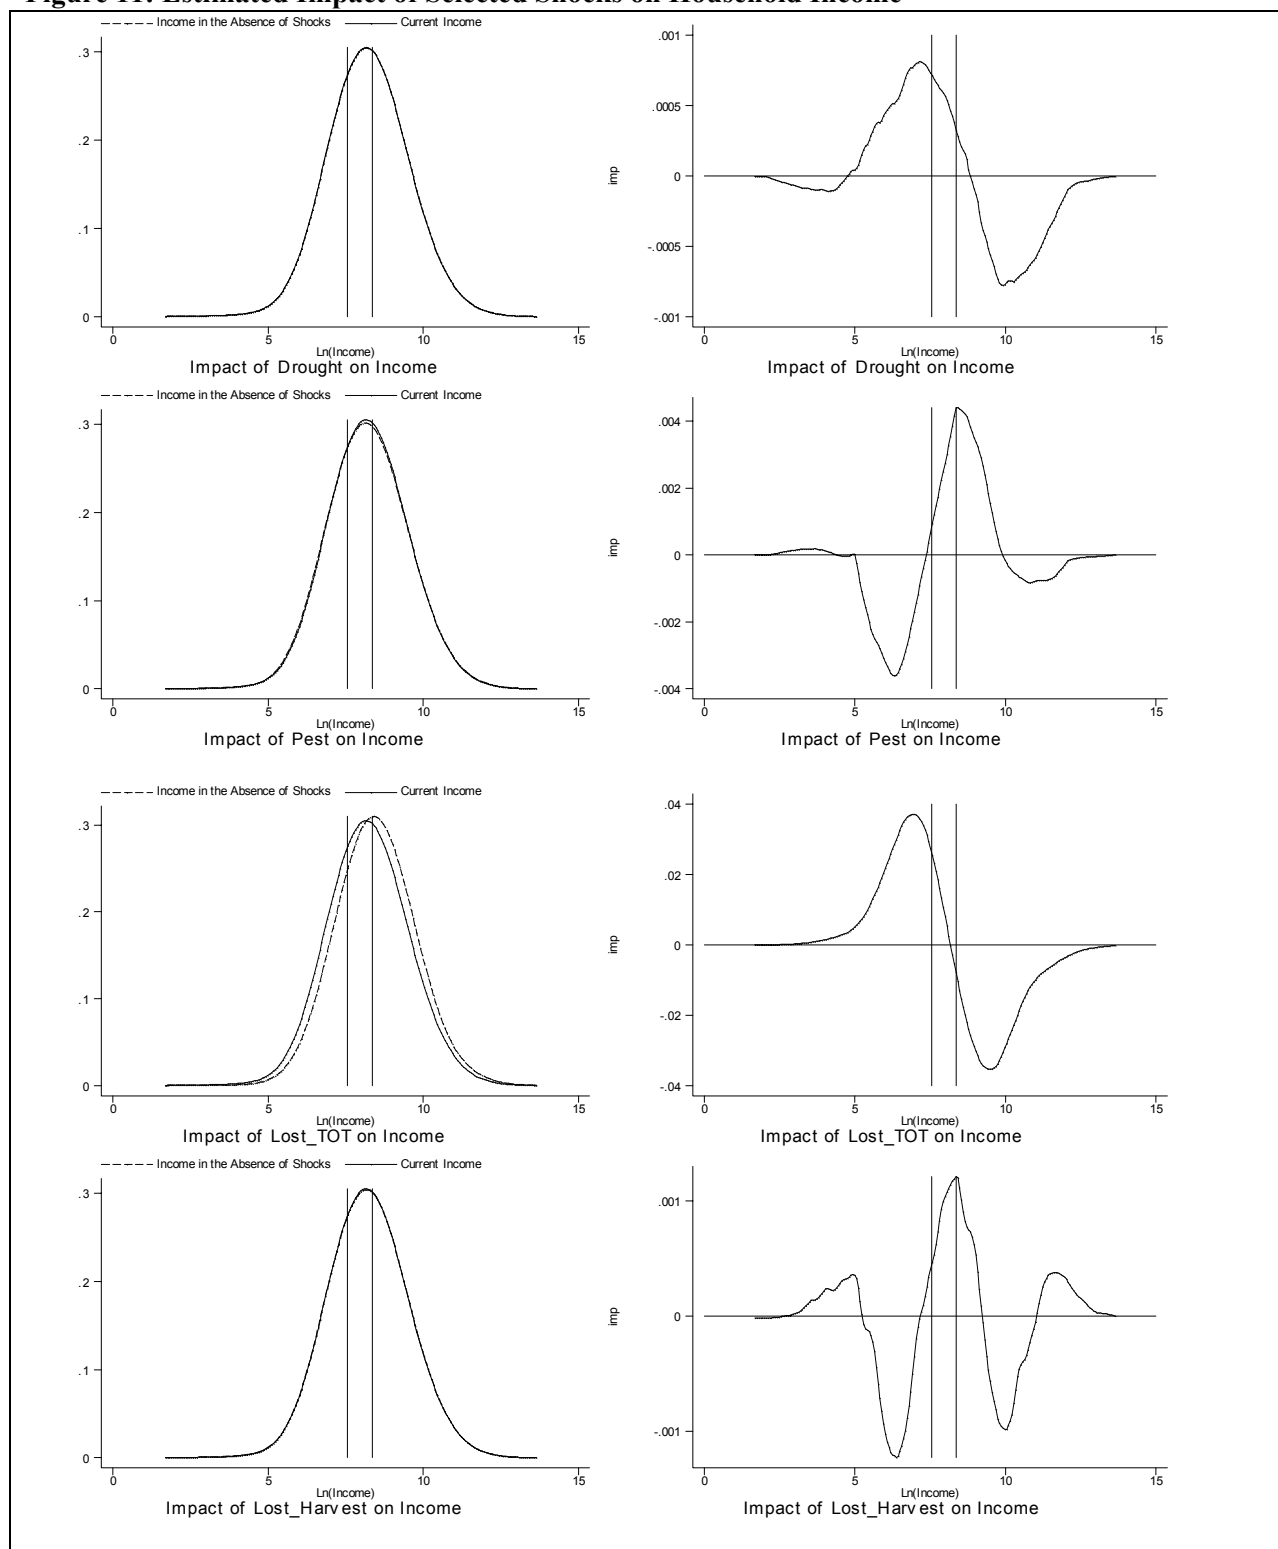 Figure 11: Estimated Impact of Selected Shocks on Household Income
Income in the Absence of Shocks Current Income
.3
.2
.1
0
0 5 10 15
Ln(Income)
Impact of Drought on Income
.001
.0005
0
-.0005
-.001
imp
0 5 10 15
Ln(Income)
Impact of Drought on Income
Income in the Absence of Shocks Current Income
.3
.2
.1
0
0 5 10 15
Ln(Income)
Impact of Pest on Income
.004
.002
0
-.002
-.004
imp
0 5 10 15
Ln(Income)
Impact of Pest on Income
Income in the Absence of Shocks Current Income
.3
.2
.1
0
0 5 10 15
Ln(Income)
Impact of Lost_TOT on Income
.04
.02
0
-.02
-.04
imp
0 5 10 15
Ln(Income)
Impact of Lost_TOT on Income
Income in the Absence of Shocks Current Income
.3
.2
.1
0
0 5 10 15
Ln(Income)
Impact of Lost_Harvest on Income
.001
0
-.001
imp
0 5 10 15
Ln(Income)
Impact of Lost_Harvest on Income